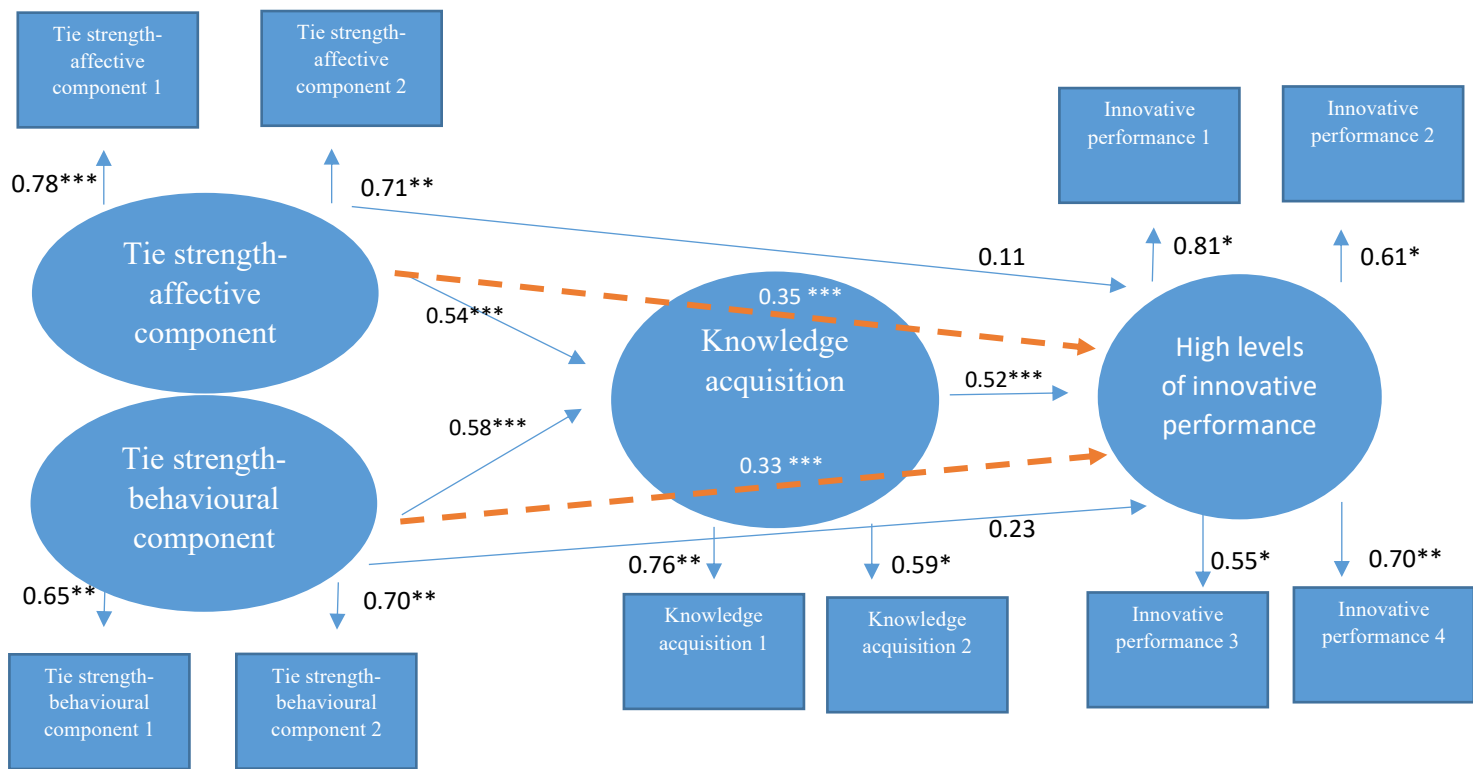 Tie strength-
affective
component 1
Tie strength-
affective
component 2
Innovative
performance 1
Innovative
performance 2
0.78***
0.71**
0.81*
0.61*
Tie strength-
affective
component
0.11
0.54***
0.35 ***
Knowledge
acquisition
0.52***
High levels
of innovative
performance
Tie strength-
behavioural
component
0.58***
0.33 ***
0.23
0.65**
0.70**
0.76**
0.59*
0.55*
0.70**
Tie strength-
behavioural
component 1
Tie strength-
behavioural
component 2
Knowledge
acquisition 1
Knowledge
acquisition 2
Innovative
performance 3
Innovative
performance 4